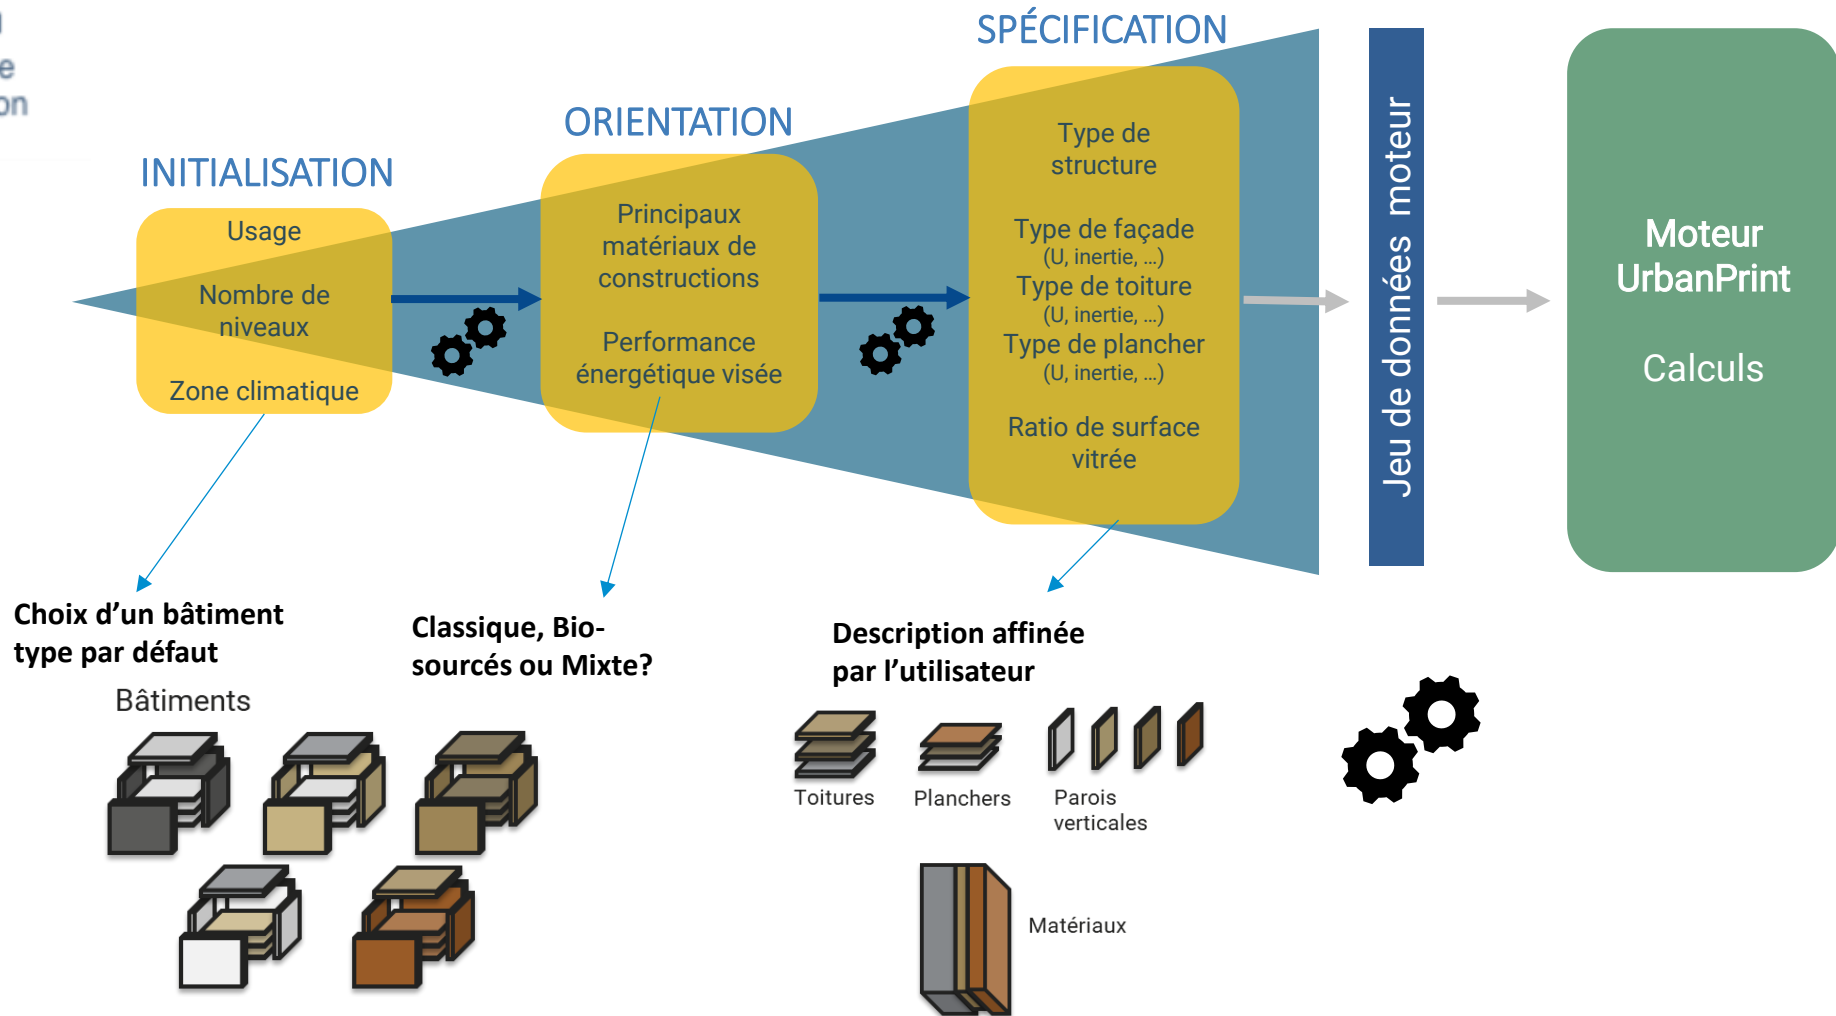 SPÉCIFICATION
ORIENTATION
INITIALISATION
Usage
Nombre de
niveaux
Zone climatique
Principaux
matériaux de
constructions
Performance
énergétique visée
Type de
structure
Type de façade
(U, inertie, ...)
Type de toiture
(U, inertie, ...)
Type de plancher
(U, inertie, ...)
Ratio de surface
vitrée
Jeu de données moteur
Moteur
UrbanPrint
Calculs
Choix d’un bâtiment
type par défaut
Bâtiments
Classique, Bio-
sourcés ou Mixte?
Description affinée
par l’utilisateur
Toitures
Planchers
Parois
verticales
Matériaux